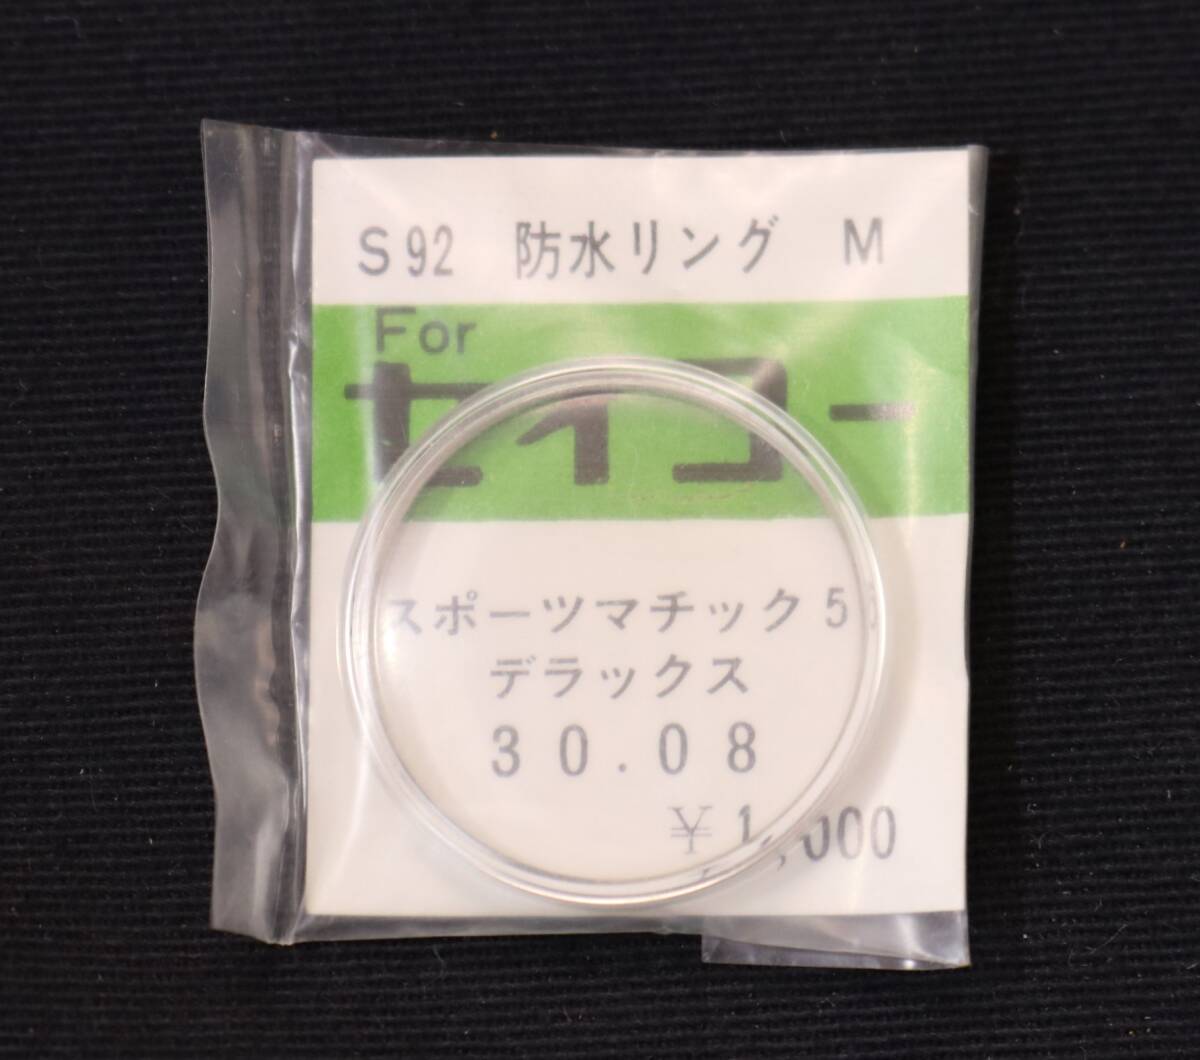 S92 防水リング M
For
セイコー
スポーツマチック5
デラックス
30.08
¥1,000